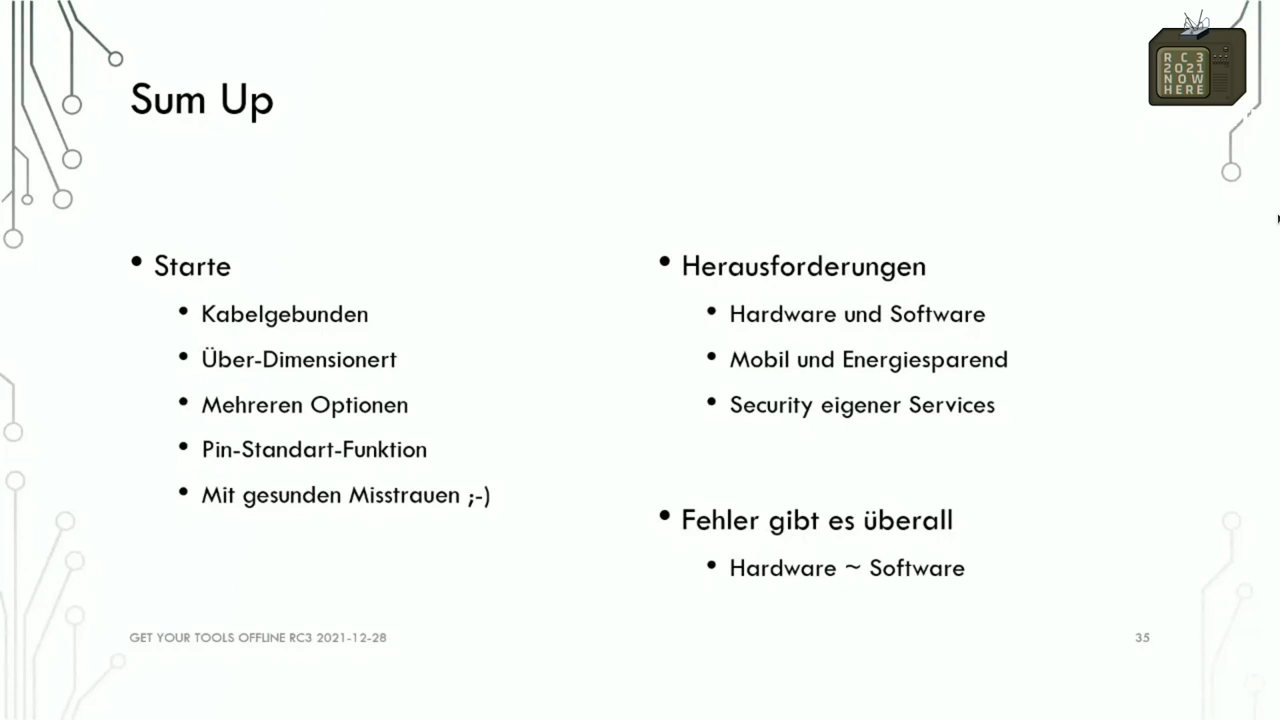 RC3
2021
NOW
HERE
Sum Up
• Starte
• Kabelgebunden
• Über-Dimensionert
• Mehreren Optionen
• Pin-Standart-Funktion
• Mit gesunden Misstrauen ;-)
• Herausforderungen
• Hardware und Software
• Mobil und Energiesparend
• Security eigener Services
• Fehler gibt es überall
• Hardware ~ Software
GET YOUR TOOLS OFFLINE RC3 2021-12-28
35